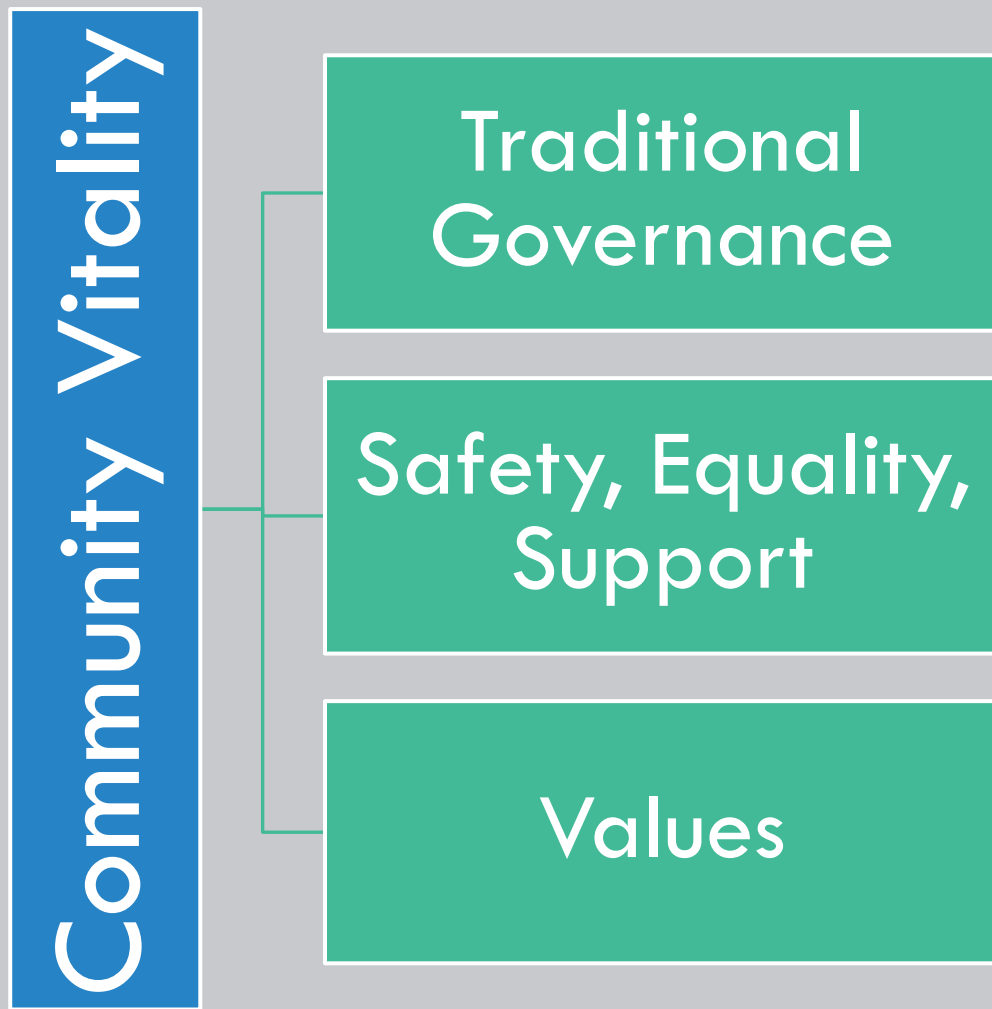 Community Vitality
Traditional
Governance
Safety, Equality,
Support
Values